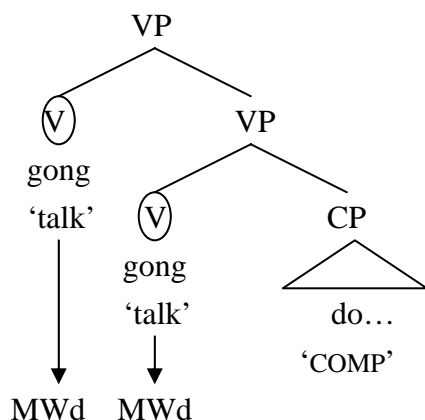 VP
V VP
gong
'talk' V CP
gong
'talk' do…
'COMP'
MWd MWd